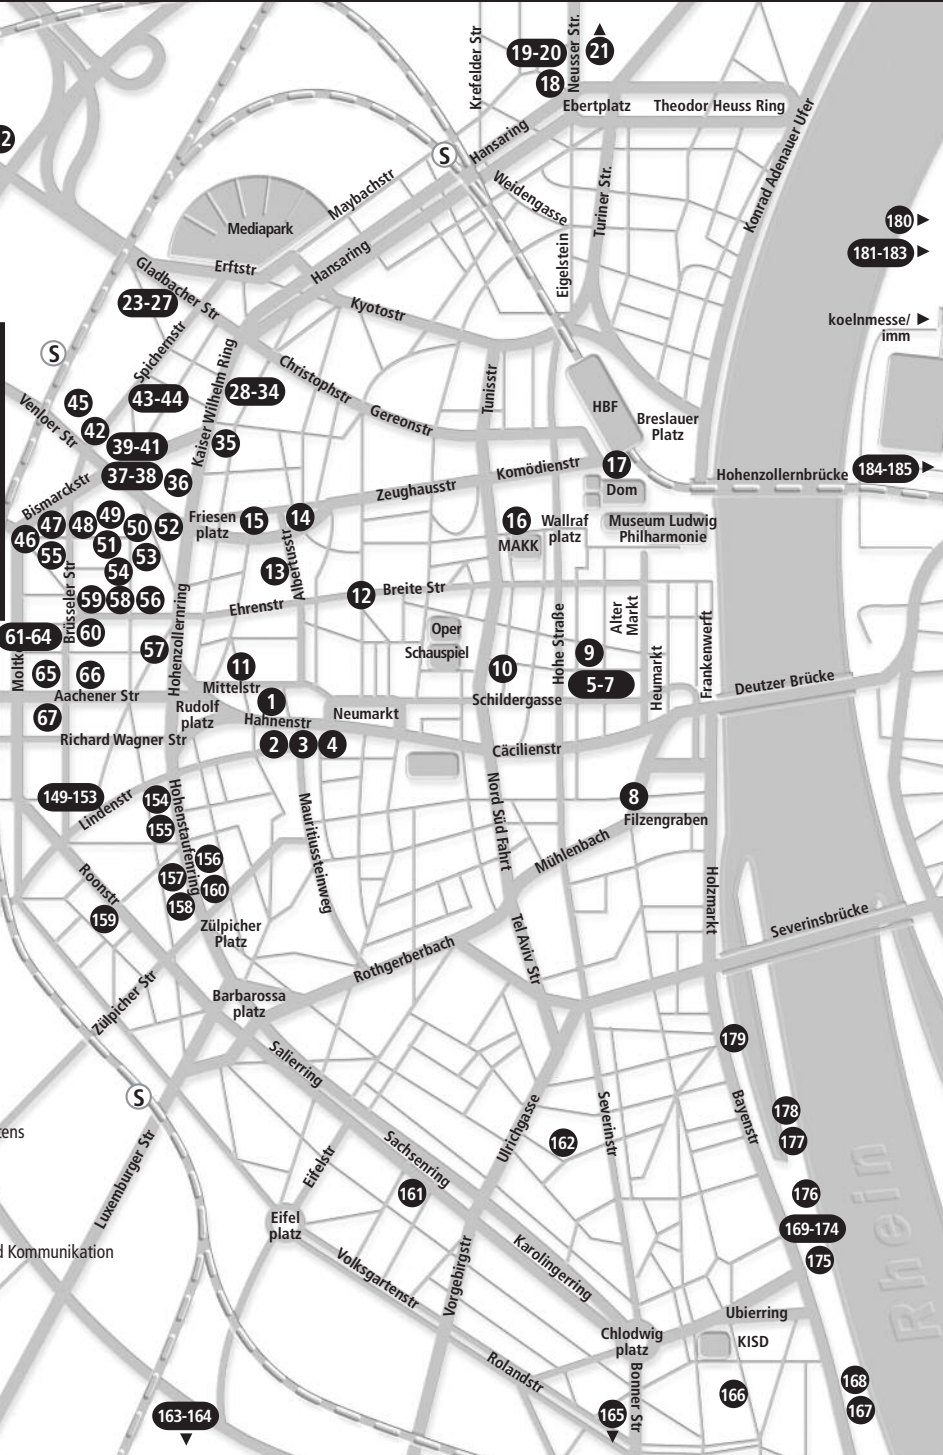 Krefelder Str
19-20
Neusser Str.
21
18
Ebertplatz
Theodor Heuss Ring
2
Hansaring
S
Konrad Adenauer Ufer
Maybachstr
Weidengasse
Turiner Str.
Mediapark
180
Eigelstein
Hansaring
181-183
Erftstr
Gladbacher Str
23-27
Kyotostr
koelnmesse/
imm
S
Spichernstr
Kaiser Wilhelm Ring
Christophstr
28-34
43-44
Tunisstr
45
Venloer Str
42
Gereonstr
HBF
Breslauer
Platz
39-41
35
37-38
36
Komödienstr
17
Hohenzollernbrücke
184-185
Bismarckstr
Zeughausstr
Dom
47
48
49
50
52
Friesen
platz
15
14
16
Wallraf
platz
Museum Ludwig
Philharmonie
46
51
MAKK
55
53
54
13
Albertusstr
59
58
56
Ehrenstr
12
Breite Str
Brüsseler Str
Hohenzollernring
Alter
Markt
Hohe Straße
Frankenwerft
61-64
60
Oper
Schauspiel
57
9
Moltke
65
66
11
10
5-7
Heumarkt
Deutzer Brücke
Aachener Str
Mittelstr
1
Schildergasse
67
Rudolf
platz
Hahnenstr
Neumarkt
Richard Wagner Str
2
3
4
Cäcilienstr
149-153
Lindenstr
154
Hohenstaufenring
155
Mauritiussteinweg
Nord Süd Fahrt
8
Filzengraben
Mühlenbach
156
157
160
158
Roonstr
159
Zülpicher
Platz
Holzmarkt
Severinsbrücke
Tel Aviv Str
Rothgerberbach
Zülpicher Str
Barbarossa
platz
179
Salierring
S
Bayenstr
178
177
Severinstr
Ulrichgasse
162
tens
Luxemburger Str
Eifelstr
Sachsenring
161
176
Rhein
169-174
175
Eifel
platz
d Kommunikation
Karolingerring
Vorgebirgstr
Volksgartenstr
Ubierring
Chlodwig
platz
KISD
Rolandstr
Bonner Str
166
168
167
165
163-164